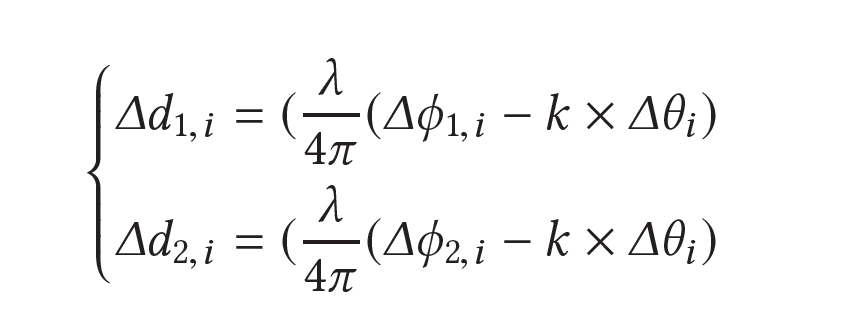 Δd₁,ᵢ = (λ/4π(Δϕ₁,ᵢ − k × Δθᵢ)
Δd₂,ᵢ = (λ/4π(Δϕ₂,ᵢ − k × Δθᵢ)